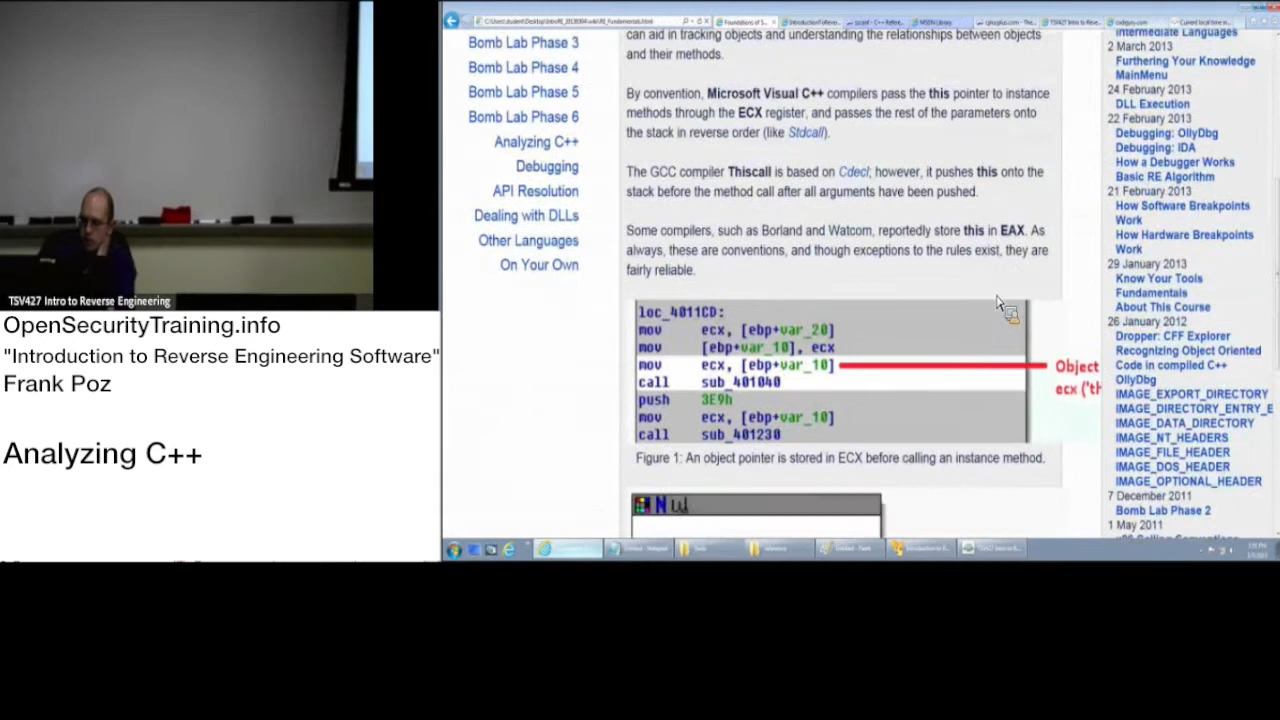 TSV427 Intro to Reverse Engineering
OpenSecurityTraining.info
"Introduction to Reverse Engineering Software"
Frank Poz
Analyzing C++
Bomb Lab Phase 3
Bomb Lab Phase 4
Bomb Lab Phase 5
Bomb Lab Phase 6
Analyzing C++
Debugging
API Resolution
Dealing with DLLs
Other Languages
On Your Own
can aid in tracking objects and understanding the relationships between objects
and their methods.
By convention, Microsoft Visual C++ compilers pass the this pointer to instance
methods through the ECX register, and passes the rest of the parameters onto
the stack in reverse order (like Stdcall).
The GCC compiler Thiscall is based on Cdecl; however, it pushes this onto the
stack before the method call after all arguments have been pushed.
Some compilers, such as Borland and Watcom, reportedly store this in EAX. As
always, these are conventions, and though exceptions to the rules exist, they are
fairly reliable.
loc_4011CD:
mov ecx, [ebp+var_20]
mov [ebp+var_10], ecx
mov ecx, [ebp+var_10]
call sub_401040
push 3E9h
mov ecx, [ebp+var_10]
call sub_401230
Object
ecx ('th
Figure 1: An object pointer is stored in ECX before calling an instance method.
Intermediate Languages
2 March 2013
Furthering Your Knowledge
MainMenu
24 February 2013
DLL Execution
22 February 2013
Debugging: OllyDbg
Debugging: IDA
How a Debugger Works
Basic RE Algorithm
21 February 2013
How Software Breakpoints
Work
How Hardware Breakpoints
Work
29 January 2013
Know Your Tools
Fundamentals
About This Course
26 January 2012
Dropper: CFF Explorer
Recognizing Object Oriented
Code in compiled C++
OllyDbg
IMAGE_EXPORT_DIRECTORY
IMAGE_DIRECTORY_ENTRY_E
IMAGE_DATA_DIRECTORY
IMAGE_NT_HEADERS
IMAGE_FILE_HEADER
IMAGE_DOS_HEADER
IMAGE_OPTIONAL_HEADER
7 December 2011
Bomb Lab Phase 2
1 May 2011